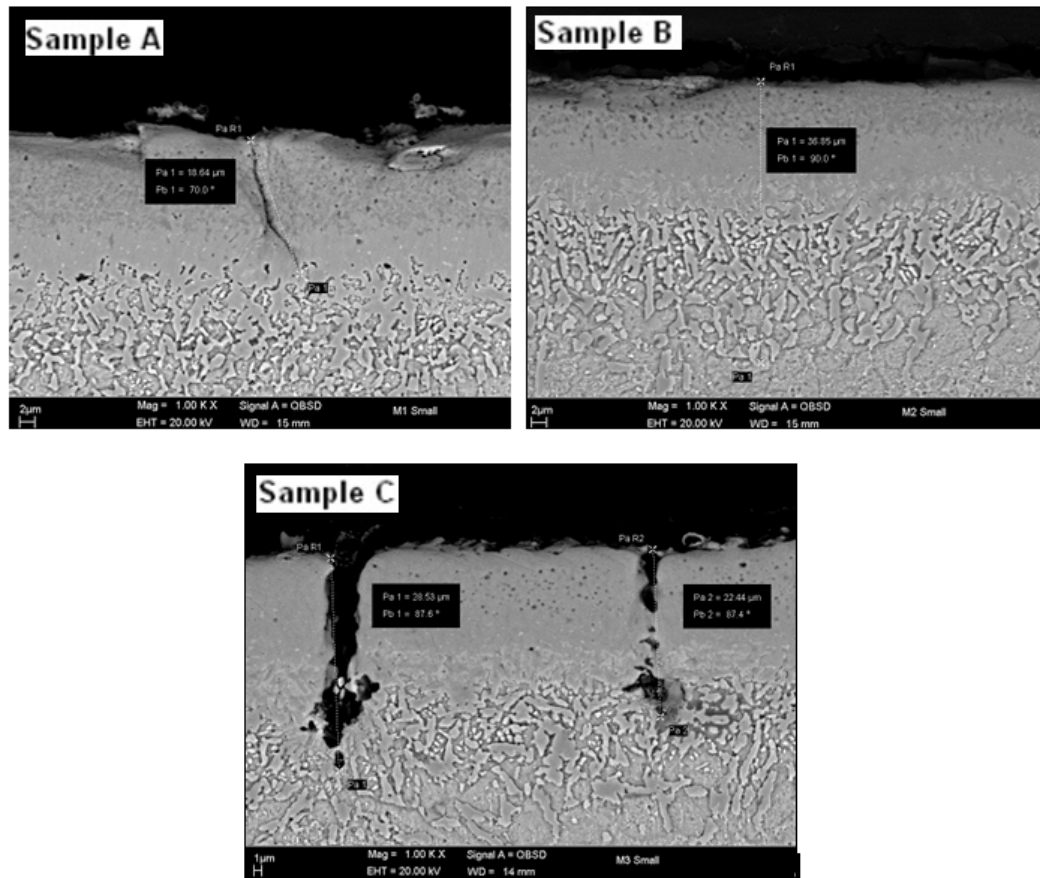 Sample A
Pa R1
Pa 1 = 18.64 µm
Pb 1 = 70.0 °
Pa 1
2µm
Mag = 1.00 K X Signal A = QBSD M1 Small
EHT = 20.00 kV WD = 15 mm
Sample B
Pa R1
Pa 1 = 36.85 µm
Pb 1 = 90.0 °
Pa 1
2µm
Mag = 1.00 K X Signal A = QBSD M2 Small
EHT = 20.00 kV WD = 15 mm
Sample C
Pa R1 Pa R2
Pa 1 = 28.53 µm Pa 2 = 22.44 µm
Pb 1 = 87.6 ° Pb 2 = 87.4 °
Pa 2
Pa 1
1µm
Mag = 1.00 K X Signal A = QBSD M3 Small
EHT = 20.00 kV WD = 14 mm